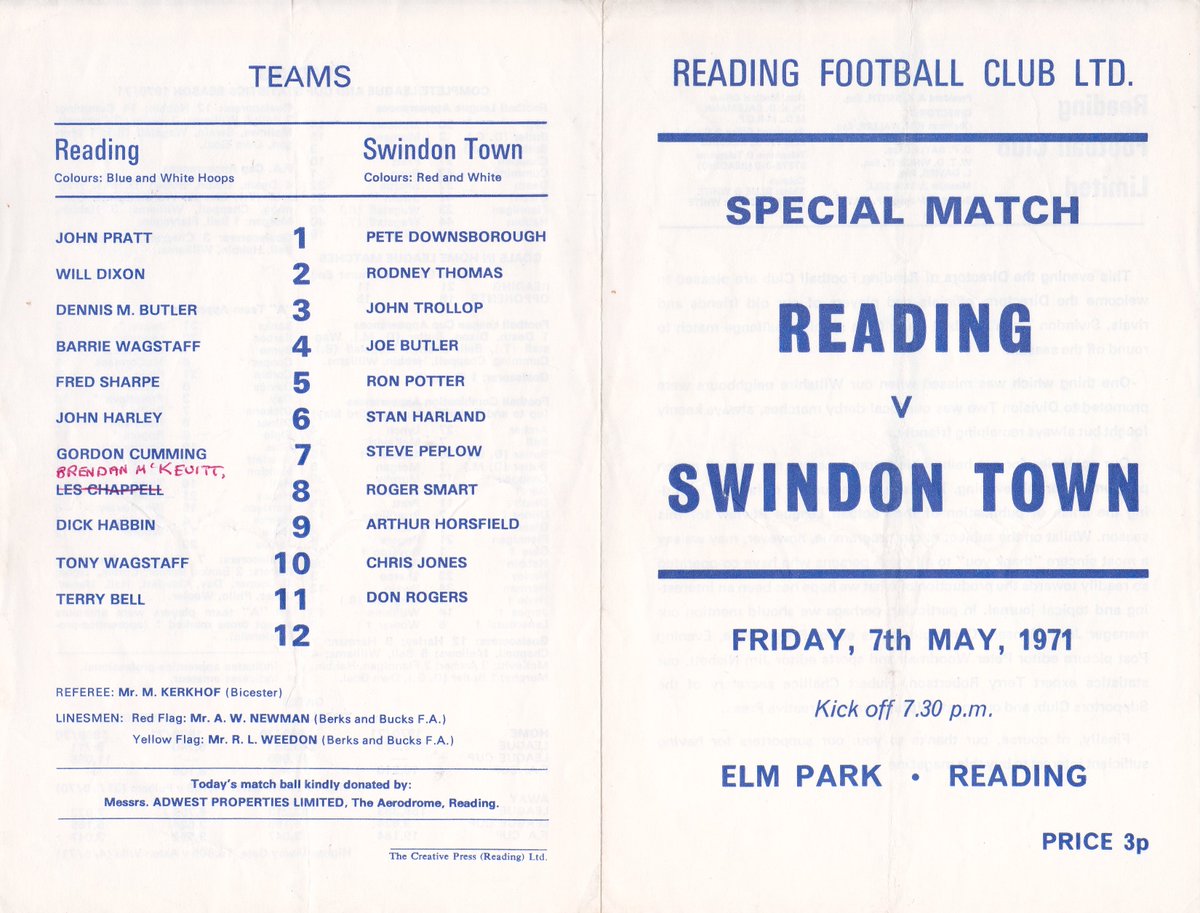 TEAMS
Reading Swindon Town
Colours: Blue and White Hoops Colours: Red and White
JOHN PRATT 1 PETE DOWNSBOROUGH
WILL DIXON 2 RODNEY THOMAS
DENNIS M. BUTLER 3 JOHN TROLLOP
BARRIE WAGSTAFF 4 JOE BUTLER
FRED SHARPE 5 RON POTTER
JOHN HARLEY 6 STAN HARLAND
GORDON CUMMING 7 STEVE PEPLOW
BRENDAN McKEVITT,
LES CHAPPELL 8 ROGER SMART
DICK HABBIN 9 ARTHUR HORSFIELD
TONY WAGSTAFF 10 CHRIS JONES
TERRY BELL 11 DON ROGERS
12
REFEREE: Mr. M. KERKHOF (Bicester)
LINESMEN: Red Flag: Mr. A. W. NEWMAN (Berks and Bucks F.A.)
Yellow Flag: Mr. R. L. WEEDON (Berks and Bucks F.A.)
Today's match ball kindly donated by:
Messrs. ADWEST PROPERTIES LIMITED, The Aerodrome, Reading.
The Creative Press (Reading) Ltd.
READING FOOTBALL CLUB LTD.
SPECIAL MATCH
READING
V
SWINDON TOWN
FRIDAY, 7th MAY, 1971
Kick off 7.30 p.m.
ELM PARK • READING
PRICE 3p